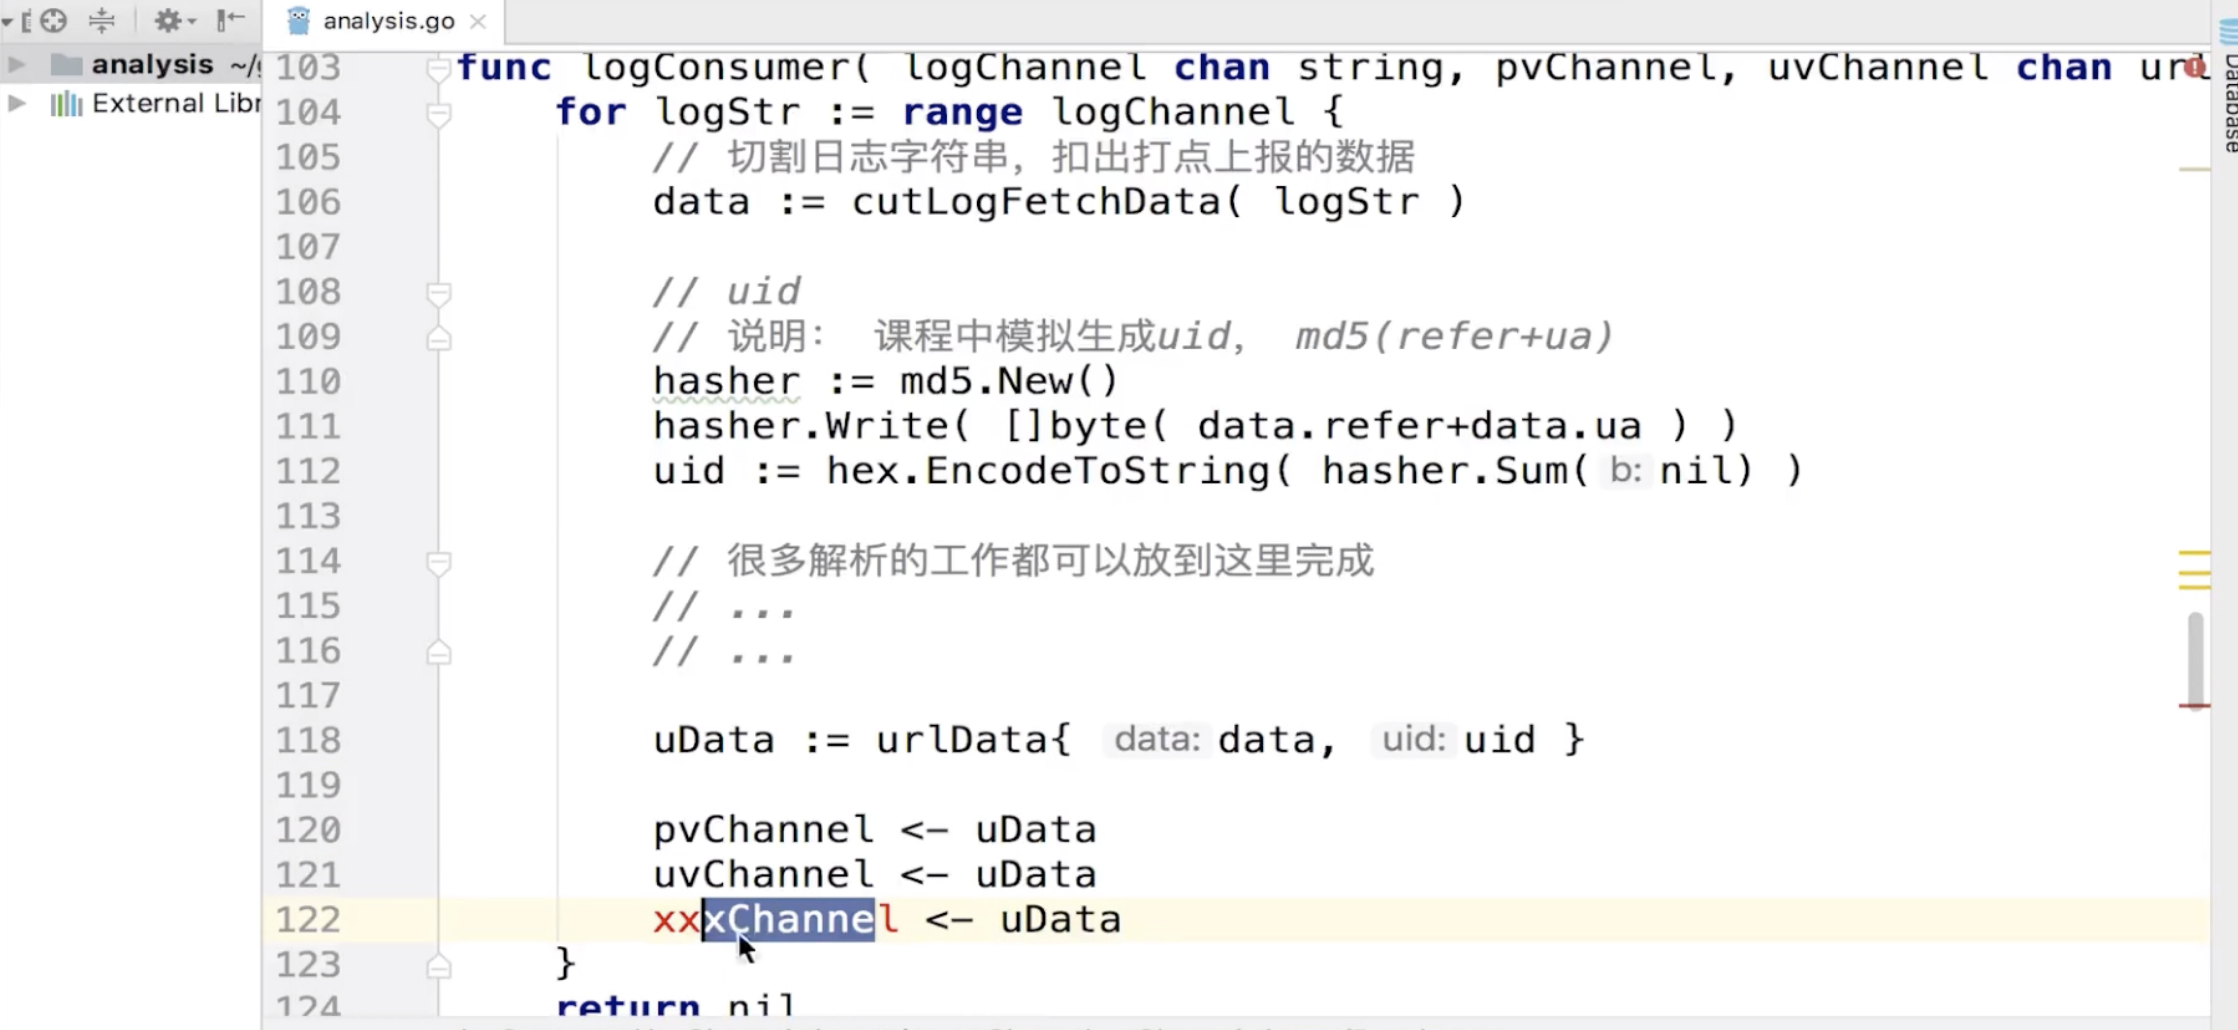 analysis.go
analysis ~/
External Libr
Database
103 func logConsumer( logChannel chan string, pvChannel, uvChannel chan url
104 for logStr := range logChannel {
105 // 切割日志字符串，扣出打点上报的数据
106 data := cutLogFetchData( logStr )
107
108 // uid
109 // 说明： 课程中模拟生成uid， md5(refer+ua)
110 hasher := md5.New()
111 hasher.Write( []byte( data.refer+data.ua ) )
112 uid := hex.EncodeToString( hasher.Sum( b: nil) )
113
114 // 很多解析的工作都可以放到这里完成
115 // ...
116 // ...
117
118 uData := urlData{ data: data, uid: uid }
119
120 pvChannel <- uData
121 uvChannel <- uData
122 xxxChannel <- uData
123 }
124 return nil